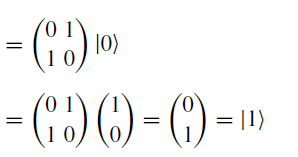 = (0 1
1 0) |0⟩
= (0 1
1 0) (1
0) = (0
1) = |1⟩